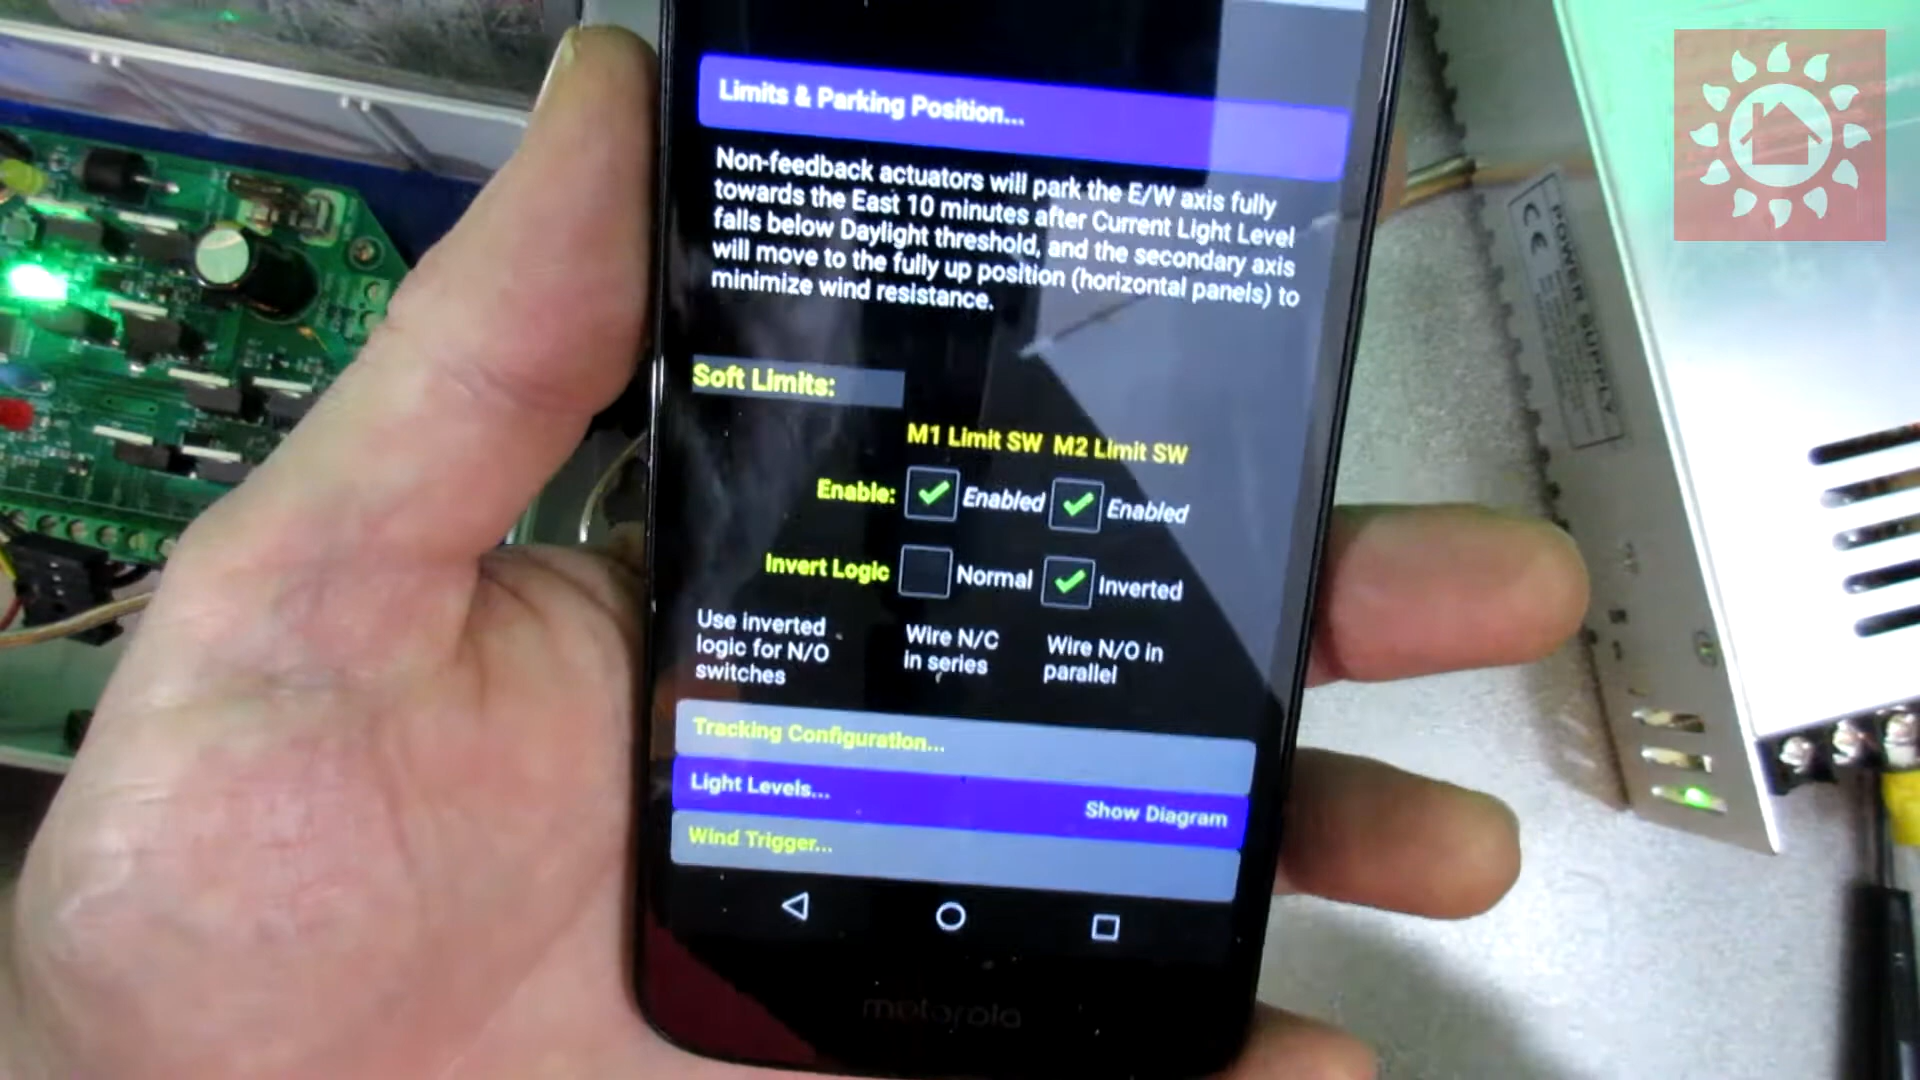 Limits & Parking Position...
Non-feedback actuators will park the E/W axis fully
towards the East 10 minutes after Current Light Level
falls below Daylight threshold, and the secondary axis
will move to the fully up position (horizontal panels) to
minimize wind resistance.
Soft Limits:
M1 Limit SW M2 Limit SW
Enable: Enabled Enabled
Invert Logic Normal Inverted
Use inverted
logic for N/O
switches
Wire N/C
in series
Wire N/O in
parallel
Tracking Configuration...
Light Levels... Show Diagram
Wind Trigger...
motorola
CE
POWER SUPPLY